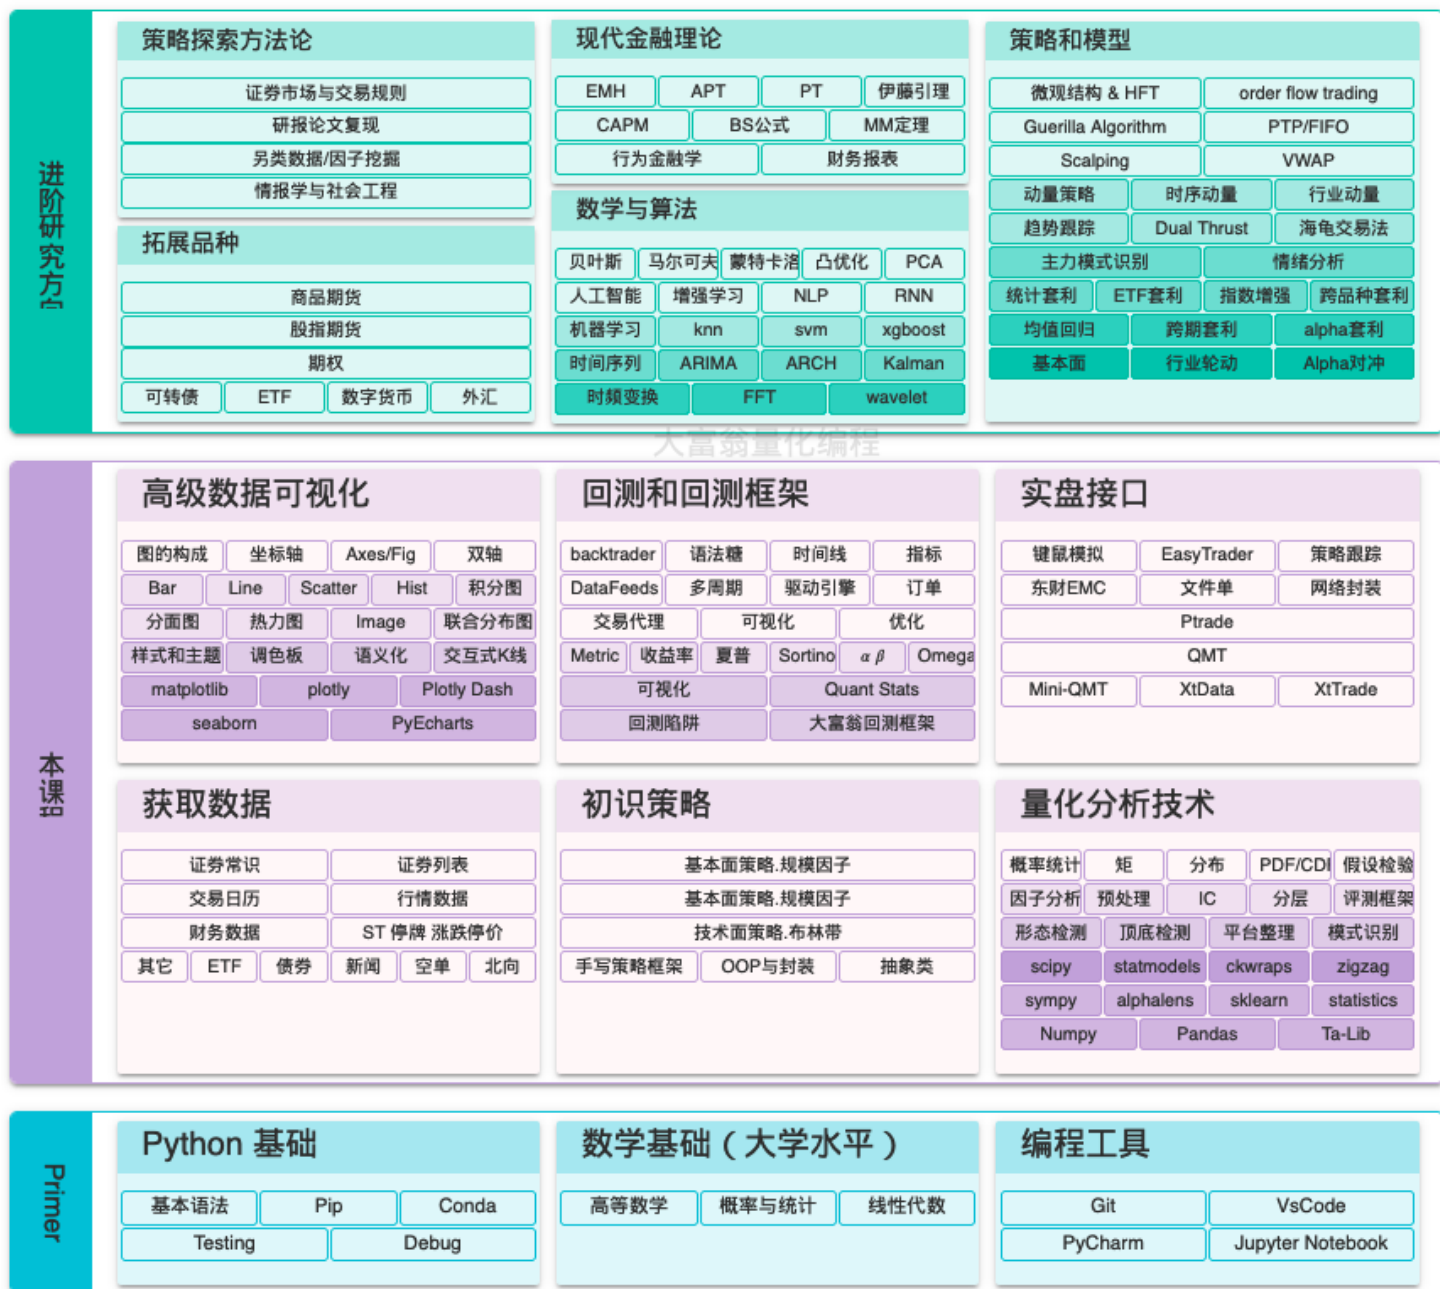 进阶研究方向
策略探索方法论
证券市场与交易规则
研报论文复现
另类数据/因子挖掘
情报学与社会工程
拓展品种
商品期货
股指期货
期权
可转债 ETF 数字货币 外汇
现代金融理论
EMH APT PT 伊藤引理
CAPM BS公式 MM定理
行为金融学 财务报表
数学与算法
贝叶斯 马尔可夫 蒙特卡洛 凸优化 PCA
人工智能 增强学习 NLP RNN
机器学习 knn svm xgboost
时间序列 ARIMA ARCH Kalman
时频变换 FFT wavelet
策略和模型
微观结构 & HFT order flow trading
Guerilla Algorithm PTP/FIFO
Scalping VWAP
动量策略 时序动量 行业动量
趋势跟踪 Dual Thrust 海龟交易法
主力模式识别 情绪分析
统计套利 ETF套利 指数增强 跨品种套利
均值回归 跨期套利 alpha套利
基本面 行业轮动 Alpha对冲
大富翁量化编程
本课程
高级数据可视化
图的构成 坐标轴 Axes/Fig 双轴
Bar Line Scatter Hist 积分图
分面图 热力图 Image 联合分布图
样式和主题 调色板 语义化 交互式K线
matplotlib plotly Plotly Dash
seaborn PyEcharts
回测和回测框架
backtrader 语法糖 时间线 指标
DataFeeds 多周期 驱动引擎 订单
交易代理 可视化 优化
Metric 收益率 夏普 Sortino α β Omega
可视化 Quant Stats
回测陷阱 大富翁回测框架
实盘接口
键鼠模拟 EasyTrader 策略跟踪
东财EMC 文件单 网络封装
Ptrade
QMT
Mini-QMT XtData XtTrade
获取数据
证券常识 证券列表
交易日历 行情数据
财务数据 ST 停牌 涨跌停价
其它 ETF 债券 新闻 空单 北向
初识策略
基本面策略.规模因子
基本面策略.规模因子
技术面策略.布林带
手写策略框架 OOP与封装 抽象类
量化分析技术
概率统计 矩 分布 PDF/CDI 假设检验
因子分析 预处理 IC 分层 评测框架
形态检测 顶底检测 平台整理 模式识别
scipy statmodels ckwraps zigzag
sympy alphalens sklearn statistics
Numpy Pandas Ta-Lib
Primer
Python 基础
基本语法 Pip Conda
Testing Debug
数学基础（大学水平）
高等数学 概率与统计 线性代数
编程工具
Git VsCode
PyCharm Jupyter Notebook